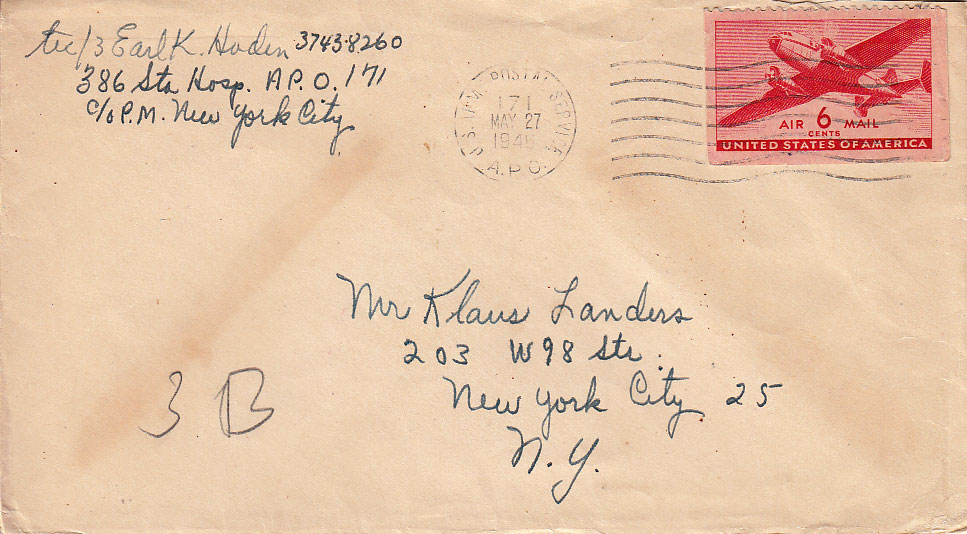 tec/3 Earl K. Hoden 3743·8260
386 Sta Hosp. A.P.O. 171
c/o P.M. New York City
U.S. ARMY POSTAL SERVICE
171
MAY 27
1945
A.P.O.
AIR 6 MAIL
CENTS
UNITED STATES OF AMERICA
Mr Klaus Landers
203 W98 Str.
New York City 25
N.Y.
3 B